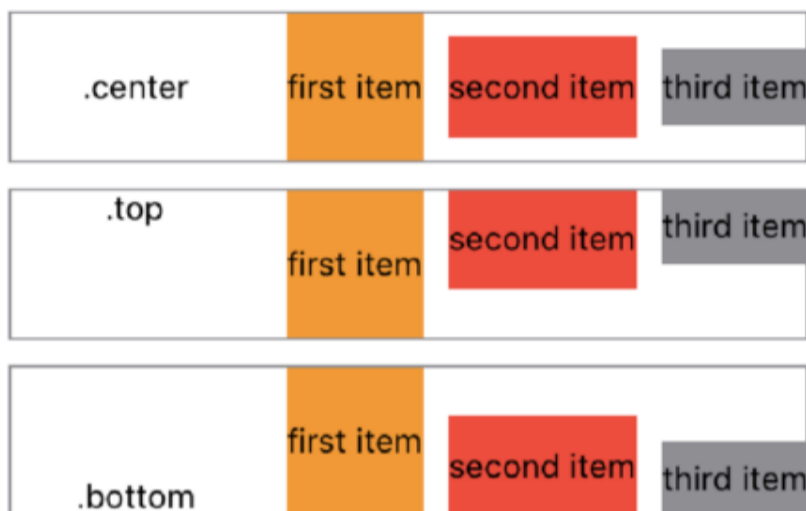 .center first item second item third item
.top first item second item third item
.bottom first item second item third item